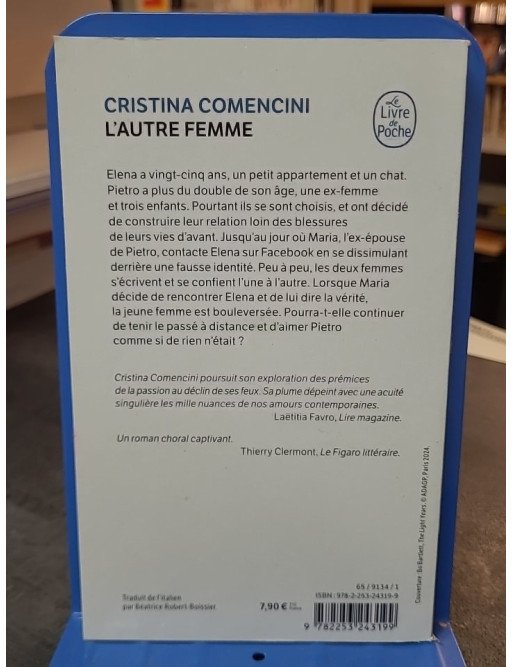 CRISTINA COMENCINI
L'AUTRE FEMME
Le
Livre
de
Poche
Elena a vingt-cinq ans, un petit appartement et un chat.
Pietro a plus du double de son âge, une ex-femme
et trois enfants. Pourtant ils se sont choisis, et ont décidé
de construire leur relation loin des blessures
de leurs vies d'avant. Jusqu'au jour où Maria, l'ex-épouse
de Pietro, contacte Elena sur Facebook en se dissimulant
derrière une fausse identité. Peu à peu, les deux femmes
s'écrivent et se confient l'une à l'autre. Lorsque Maria
décide de rencontrer Elena et de lui dire la vérité,
la jeune femme est bouleversée. Pourra-t-elle continuer
de tenir le passé à distance et d'aimer Pietro
comme si de rien n'était ?
Cristina Comencini poursuit son exploration des prémices
de la passion au déclin de ses feux. Sa plume dépeint avec une acuité
singulière les mille nuances de nos amours contemporaines.
Laëtitia Favro, Lire magazine.
Un roman choral captivant.
Thierry Clermont, Le Figaro littéraire.
Couverture : Bo Bartlett, The Light Years. © ADAGP, Paris 2024.
Traduit de l'italien
par Béatrice Robert-Boissier
7,90 €
65 / 9134 / 1
ISBN : 978-2-253-24319-9
9 782253 243199